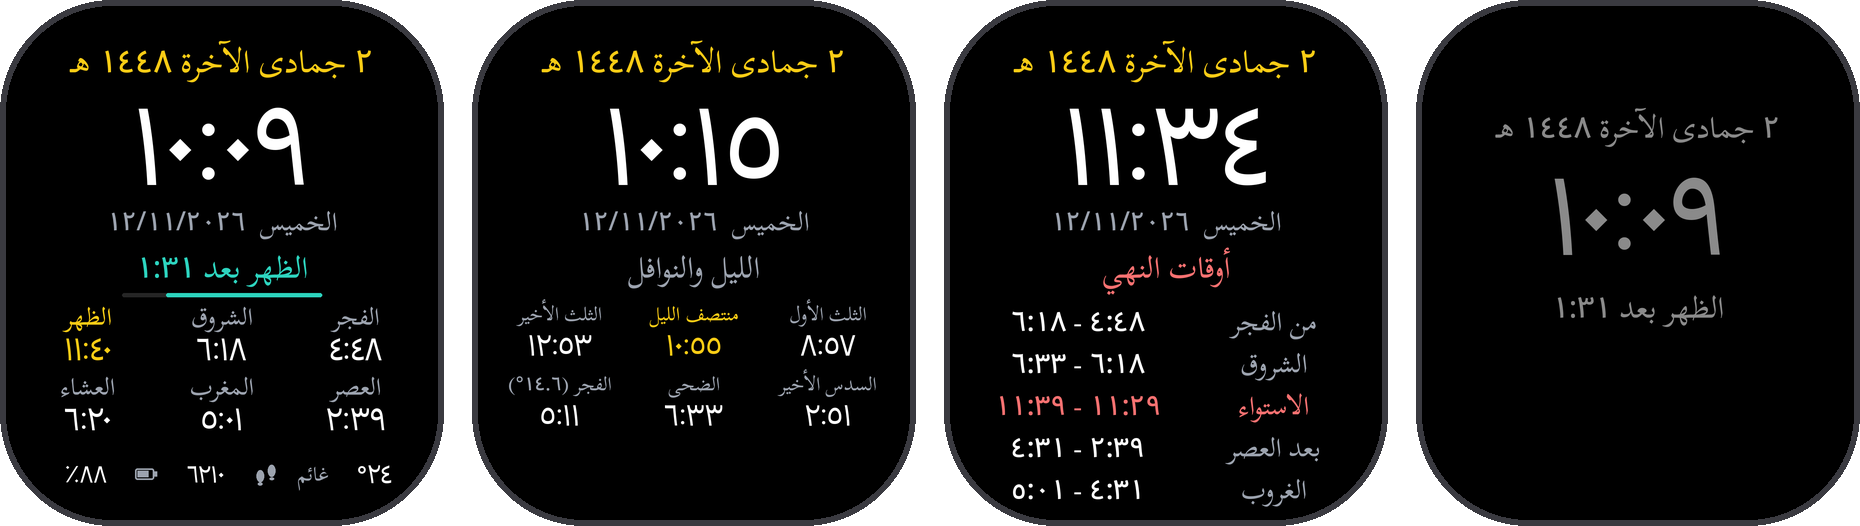 ٢ جمادى الآخرة ١٤٤٨ هـ
١٠:٠٩
الخميس ١٢/١١/٢٠٢٦
الظهر بعد ١:٣١
الفجر الشروق الظهر
٤:٤٨ ٦:١٨ ١١:٤٠
العصر المغرب العشاء
٢:٣٩ ٥:٠١ ٦:٢٠
٢٤° غائم ٦٢١٠ ٨٨٪
٢ جمادى الآخرة ١٤٤٨ هـ
١٠:١٥
الخميس ١٢/١١/٢٠٢٦
الليل والنوافل
الثلث الأول منتصف الليل الثلث الأخير
٨:٥٧ ١٠:٥٥ ١٢:٥٣
السدس الأخير الضحى الفجر (١٤.٦°)
٢:٥١ ٦:٣٣ ٥:١١
٢ جمادى الآخرة ١٤٤٨ هـ
١١:٣٤
الخميس ١٢/١١/٢٠٢٦
أوقات النهي
من الفجر ٤:٤٨ - ٦:١٨
الشروق ٦:١٨ - ٦:٣٣
الاستواء ١١:٢٩ - ١١:٣٩
بعد العصر ٢:٣٩ - ٤:٣١
الغروب ٤:٣١ - ٥:٠١
٢ جمادى الآخرة ١٤٤٨ هـ
١٠:٠٩
الظهر بعد ١:٣١